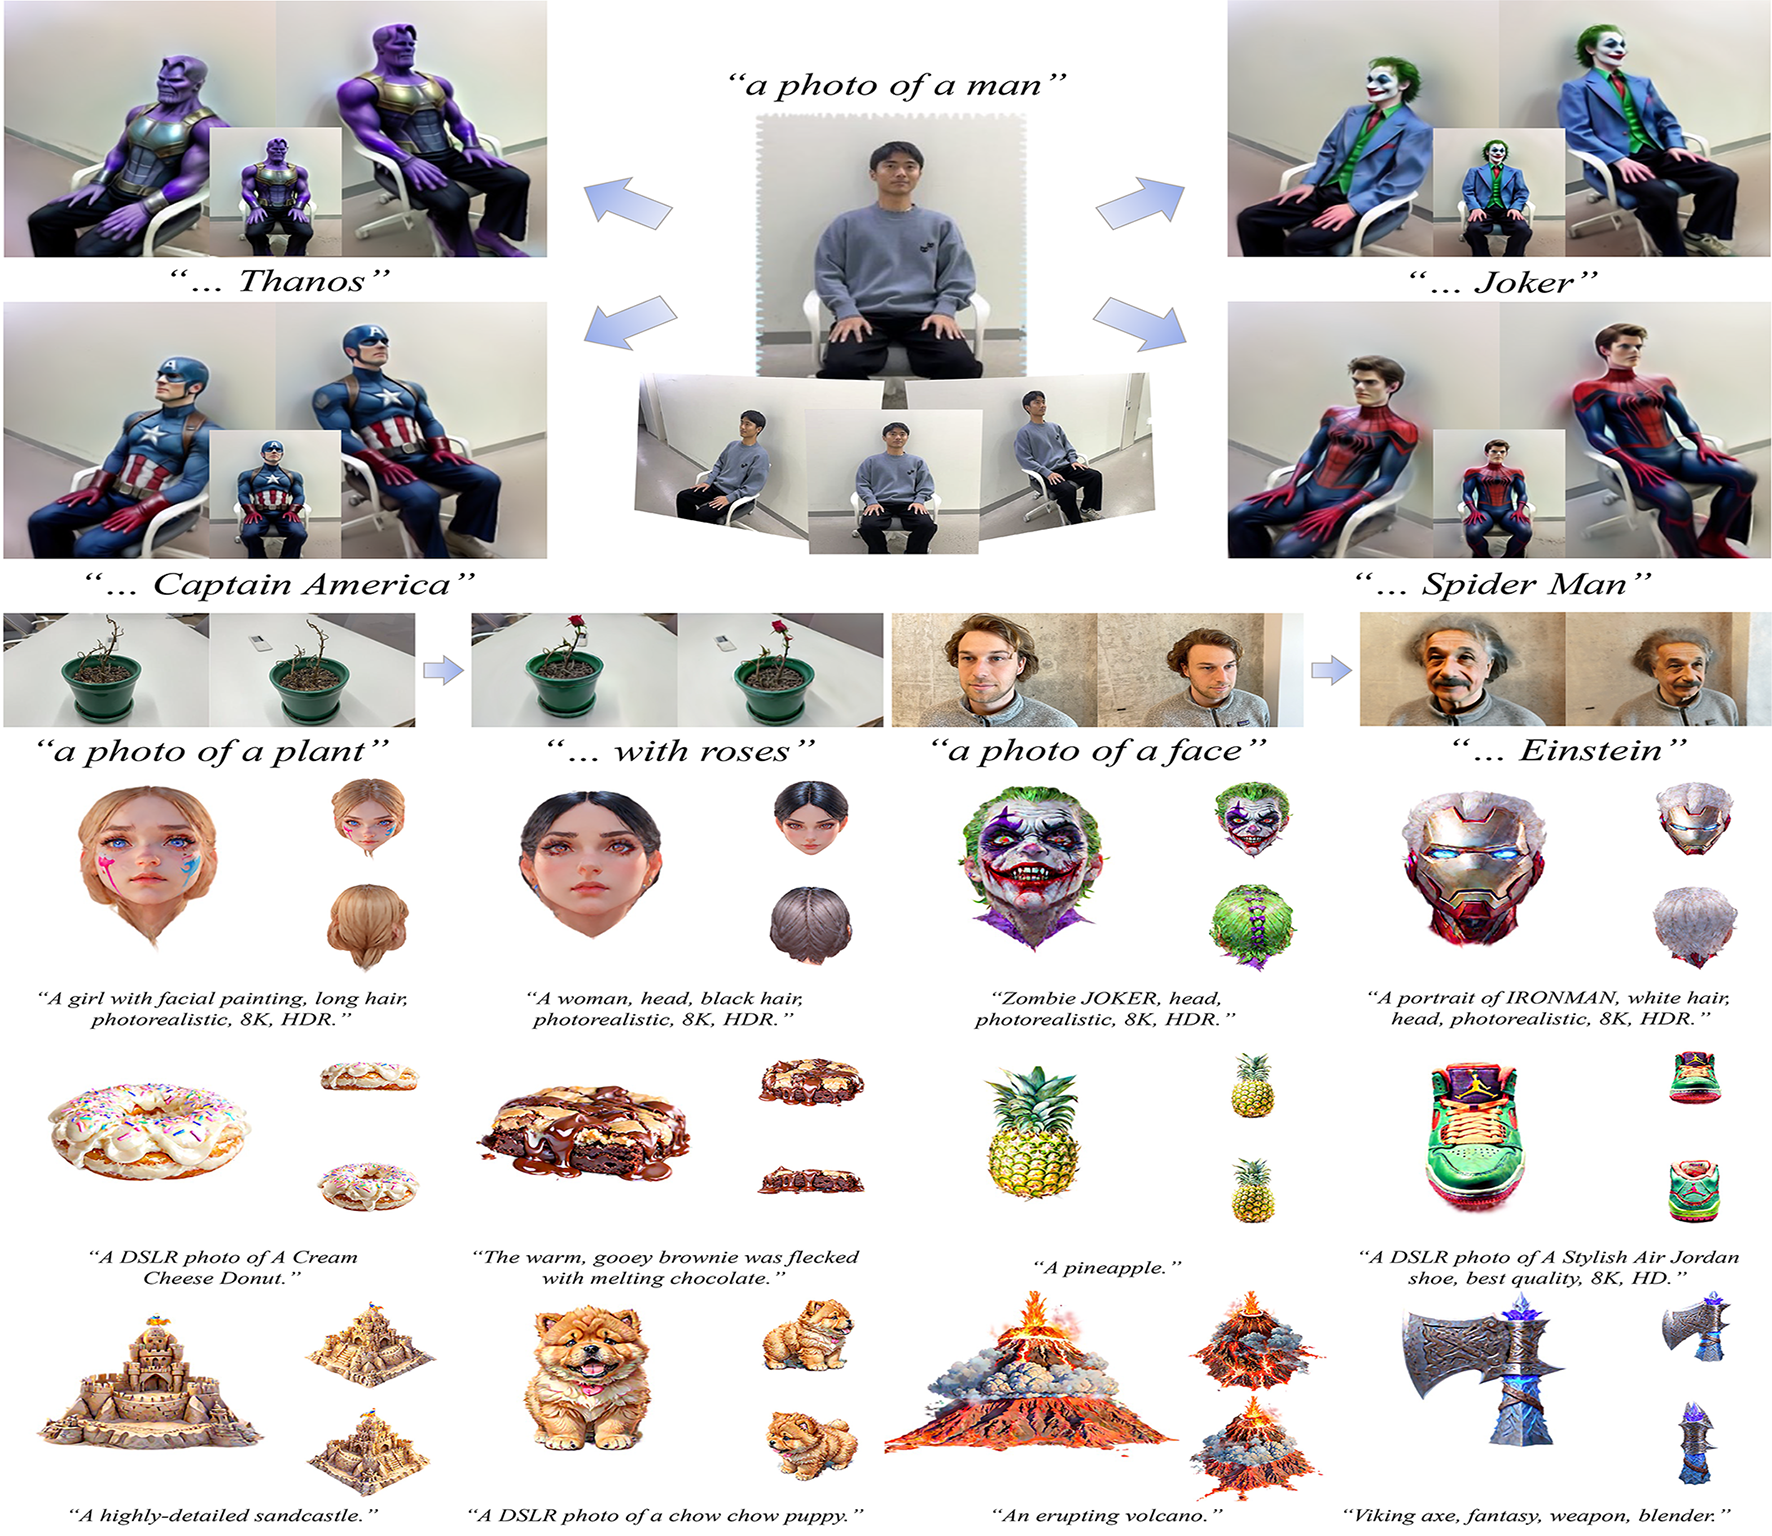 “a photo of a man”
“... Thanos”
“... Joker”
“... Captain America”
“... Spider Man”
“a photo of a plant”
“... with roses”
“a photo of a face”
“... Einstein”
“A girl with facial painting, long hair,
photorealistic, 8K, HDR.”
“A woman, head, black hair,
photorealistic, 8K, HDR.”
“Zombie JOKER, head,
photorealistic, 8K, HDR.”
“A portrait of IRONMAN, white hair,
head, photorealistic, 8K, HDR.”
“A DSLR photo of A Cream
Cheese Donut.”
“The warm, gooey brownie was flecked
with melting chocolate.”
“A pineapple.”
“A DSLR photo of A Stylish Air Jordan
shoe, best quality, 8K, HD.”
“A highly-detailed sandcastle.”
“A DSLR photo of a chow chow puppy.”
“An erupting volcano.”
“Viking axe, fantasy, weapon, blender.”